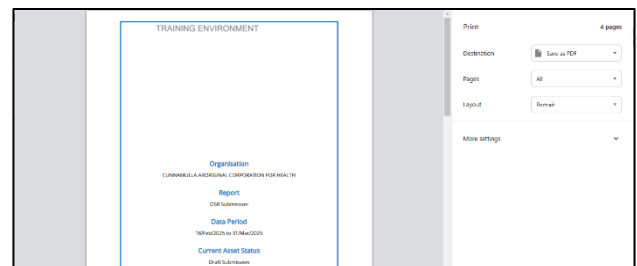 TRAINING ENVIRONMENT
Organisation
CUNNAMULLA ABORIGINAL CORPORATION FOR HEALTH
Report
OSR Submission
Data Period
16/Feb/2025 to 31/Mar/2025
Current Asset Status
Draft Submission
Print
4 pages
Destination
Save as PDF
Pages
All
Layout
Portrait
More settings